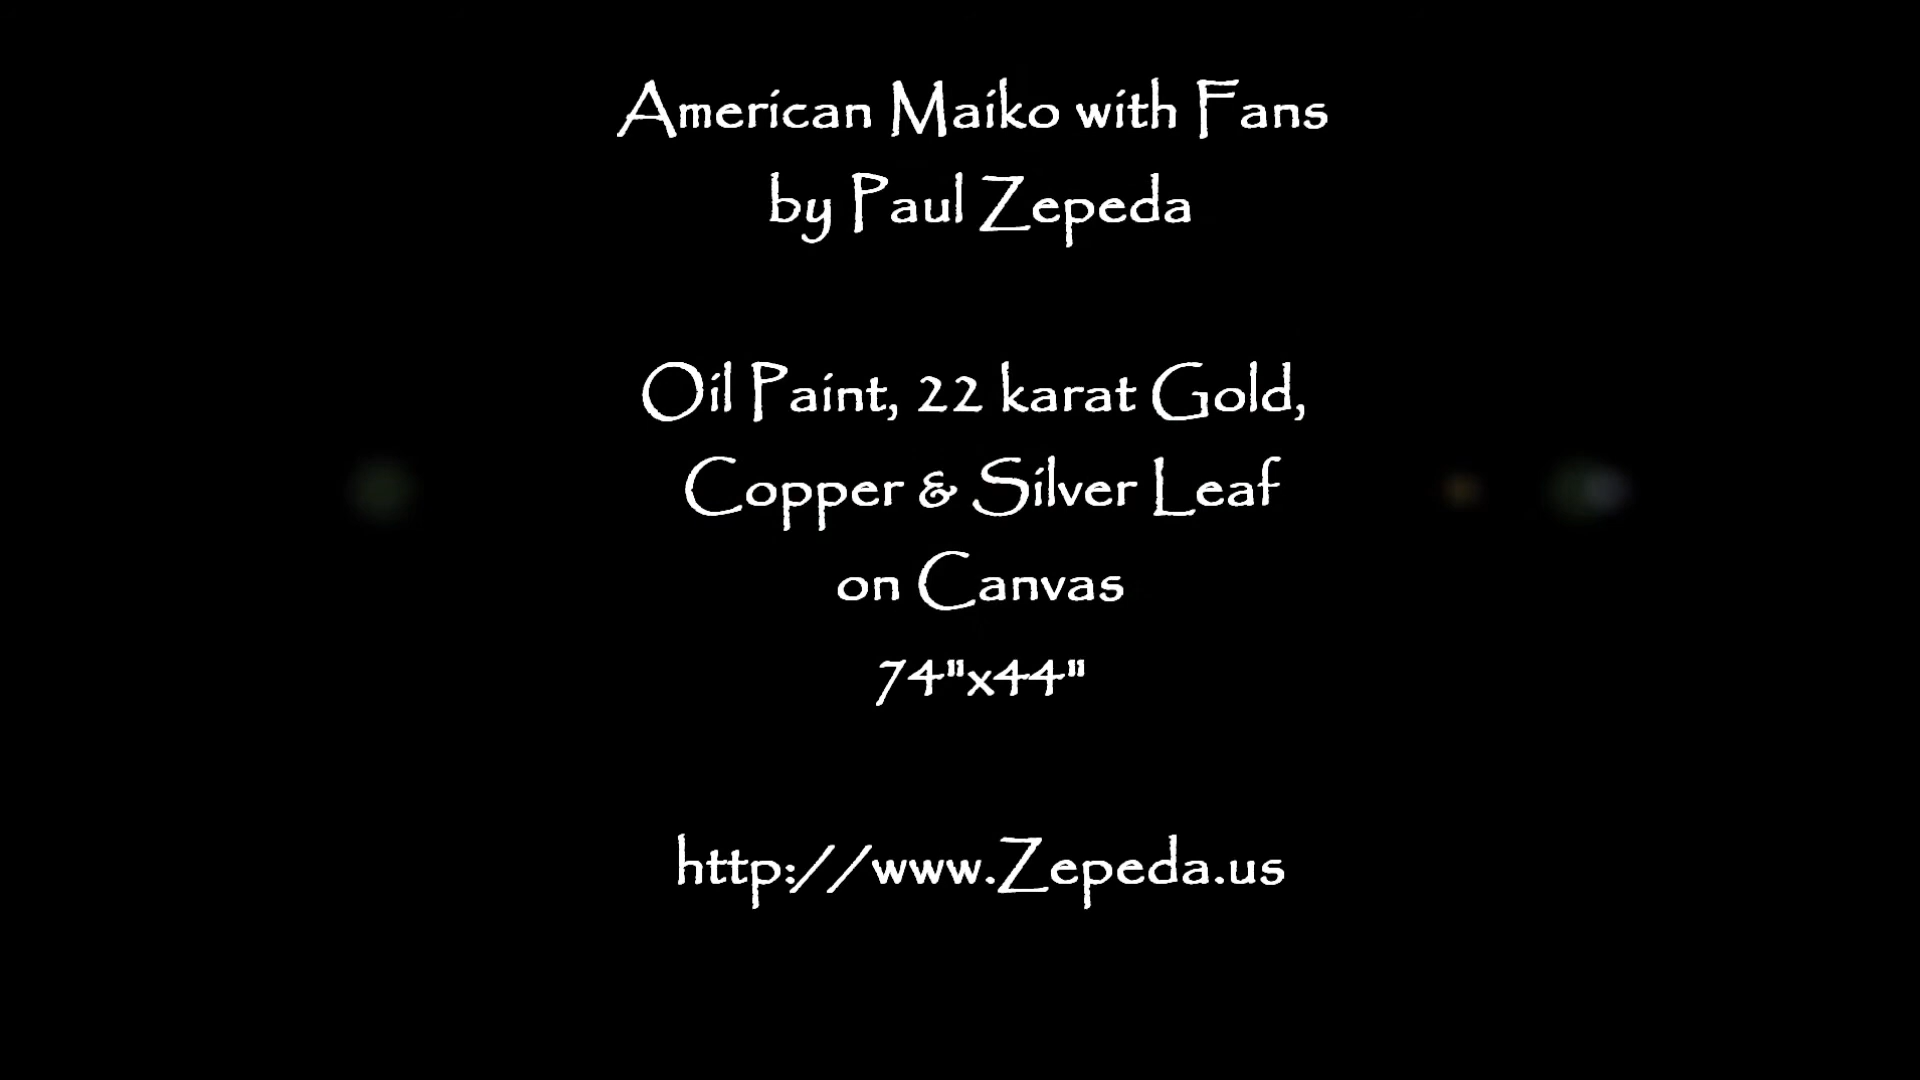 American Maiko with Fans
by Paul Zepeda
Oil Paint, 22 karat Gold,
Copper & Silver Leaf
on Canvas
74"x44"
http://www.Zepeda.us